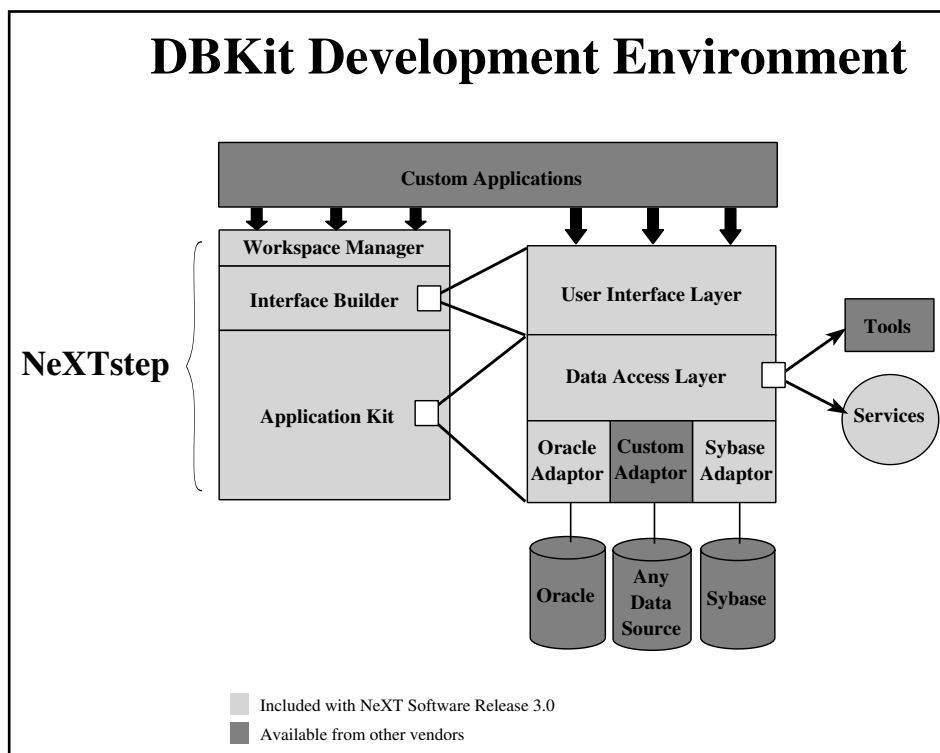 DBKit Development Environment
Custom Applications
Workspace Manager
Interface Builder
User Interface Layer
NeXTstep
Tools
Data Access Layer
Application Kit
Services
Oracle
Adaptor
Custom
Adaptor
Sybase
Adaptor
Oracle
Any
Data
Source
Sybase
Included with NeXT Software Release 3.0
Available from other vendors